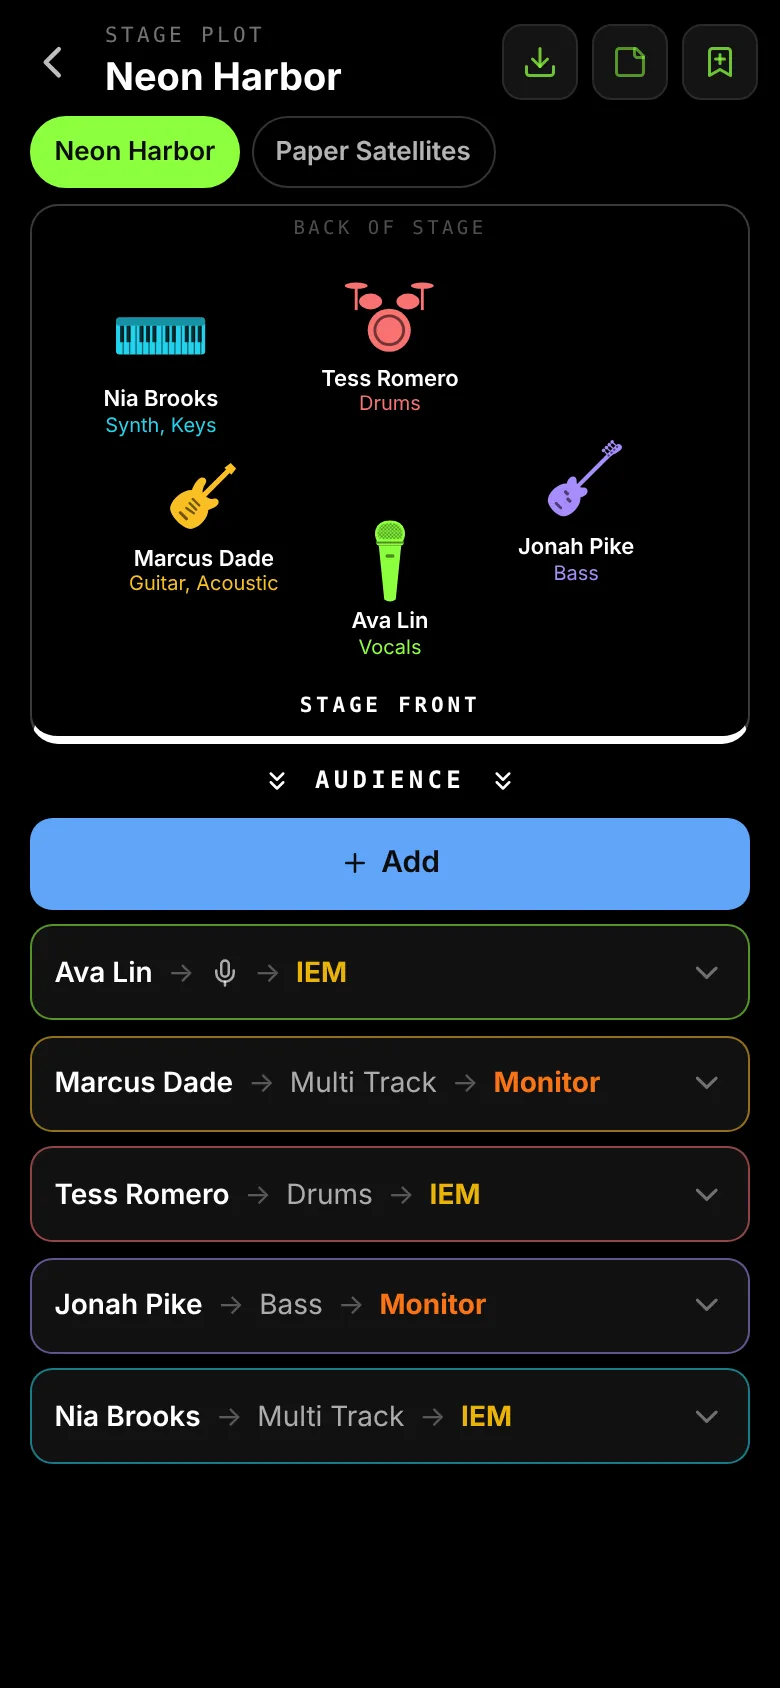 STAGE PLOT
Neon Harbor
Neon Harbor
Paper Satellites
BACK OF STAGE
Tess Romero
Drums
Nia Brooks
Synth, Keys
Jonah Pike
Bass
Marcus Dade
Guitar, Acoustic
Ava Lin
Vocals
STAGE FRONT
AUDIENCE
+ Add
Ava Lin → → IEM
Marcus Dade → Multi Track → Monitor
Tess Romero → Drums → IEM
Jonah Pike → Bass → Monitor
Nia Brooks → Multi Track → IEM